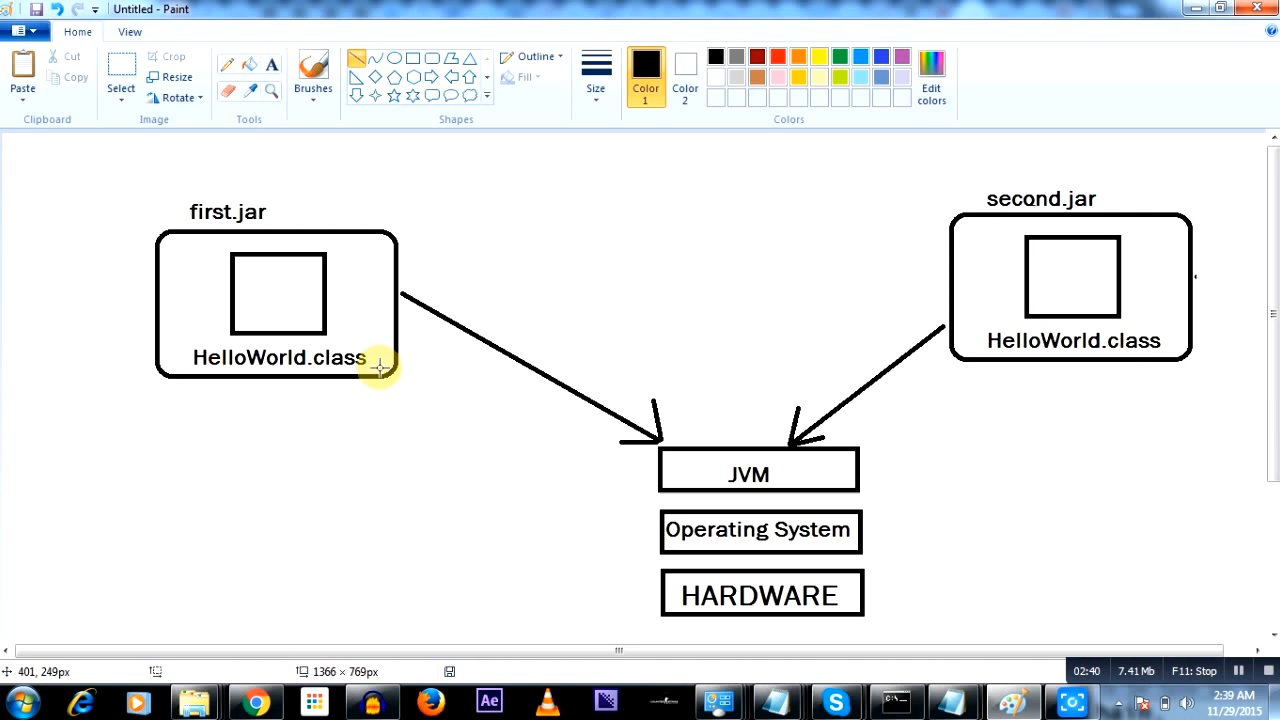 Untitled - Paint
Home
View
Paste
Cut
Copy
Clipboard
Select
Crop
Resize
Rotate
Image
A
Tools
Brushes
Shapes
Outline
Fill
Size
Color 1
Color 2
Edit colors
Colors
first.jar
second.jar
HelloWorld.class
HelloWorld.class
JVM
Operating System
HARDWARE
401, 249px
1366 × 769px
02:40
7.41 Mb
F11: Stop
Ae
C:\_
2:39 AM
11/29/2015